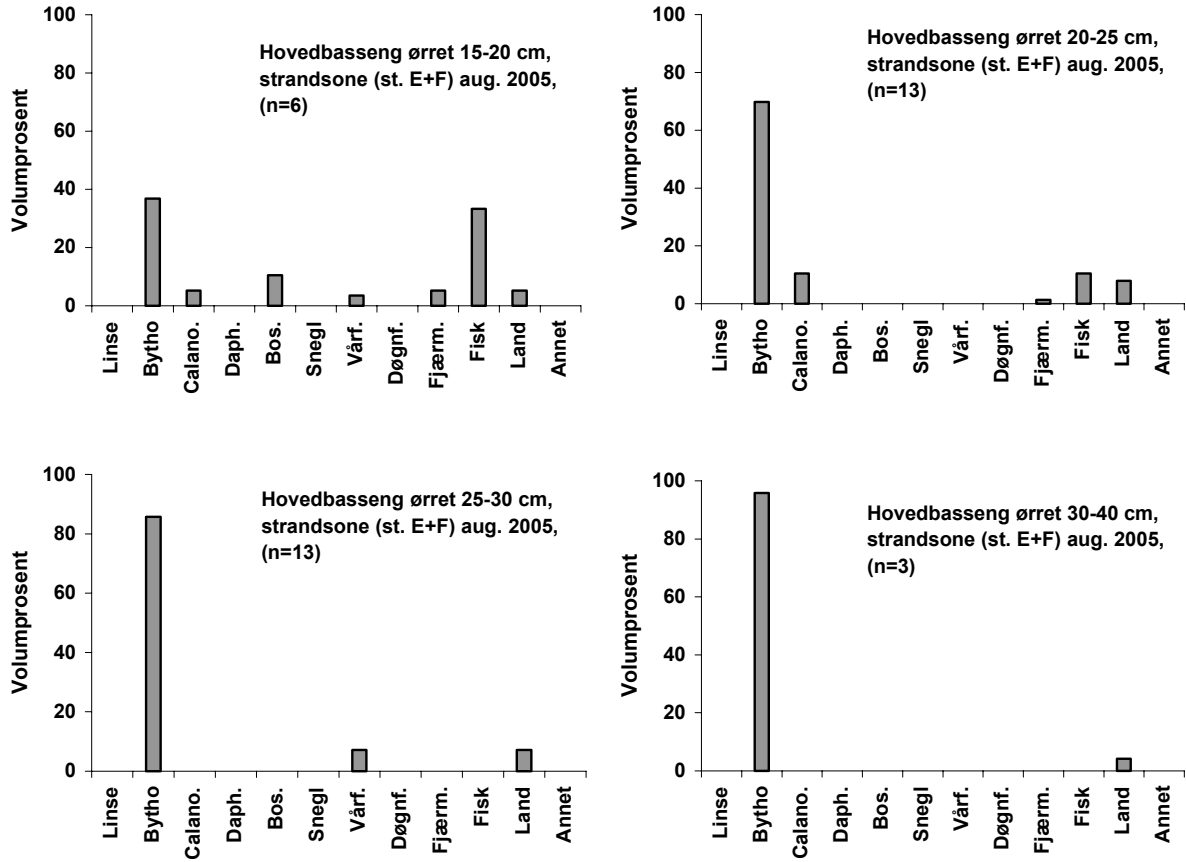 Hovedbasseng ørret 15-20 cm,
strandsone (st. E+F) aug. 2005,
(n=6)
Volumprosent
100
80
60
40
20
0
Linse
Bytho
Calano.
Daph.
Bos.
Snegl
Vårf.
Døgnf.
Fjærm.
Fisk
Land
Annet
Hovedbasseng ørret 20-25 cm,
strandsone (st. E+F) aug. 2005,
(n=13)
Volumprosent
100
80
60
40
20
0
Linse
Bytho
Calano.
Daph.
Bos.
Snegl
Vårf.
Døgnf.
Fjærm.
Fisk
Land
Annet
Hovedbasseng ørret 25-30 cm,
strandsone (st. E+F) aug. 2005,
(n=13)
Volumprosent
100
80
60
40
20
0
Linse
Bytho
Calano.
Daph.
Bos.
Snegl
Vårf.
Døgnf.
Fjærm.
Fisk
Land
Annet
Hovedbasseng ørret 30-40 cm,
strandsone (st. E+F) aug. 2005,
(n=3)
Volumprosent
100
80
60
40
20
0
Linse
Bytho
Calano.
Daph.
Bos.
Snegl
Vårf.
Døgnf.
Fjærm.
Fisk
Land
Annet